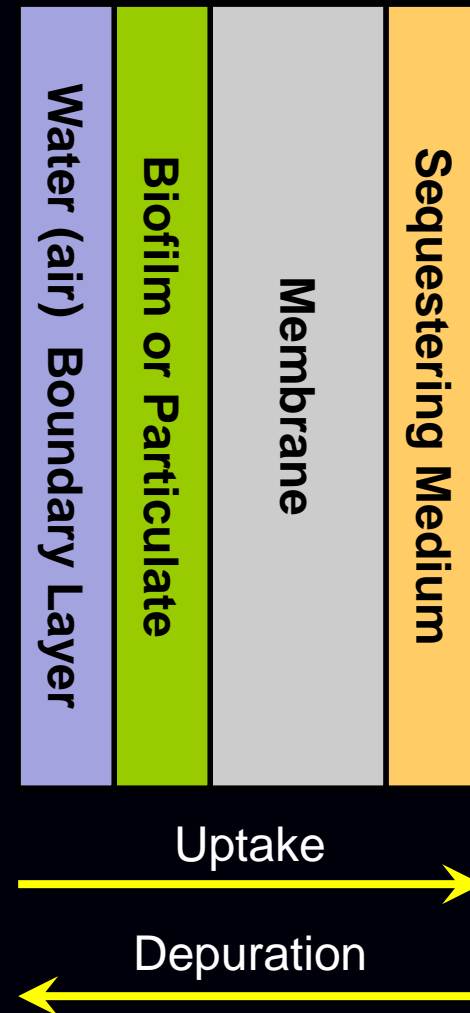 Water (air) Boundary Layer
Biofilm or Particulate
Membrane
Sequestering Medium
Uptake
Depuration